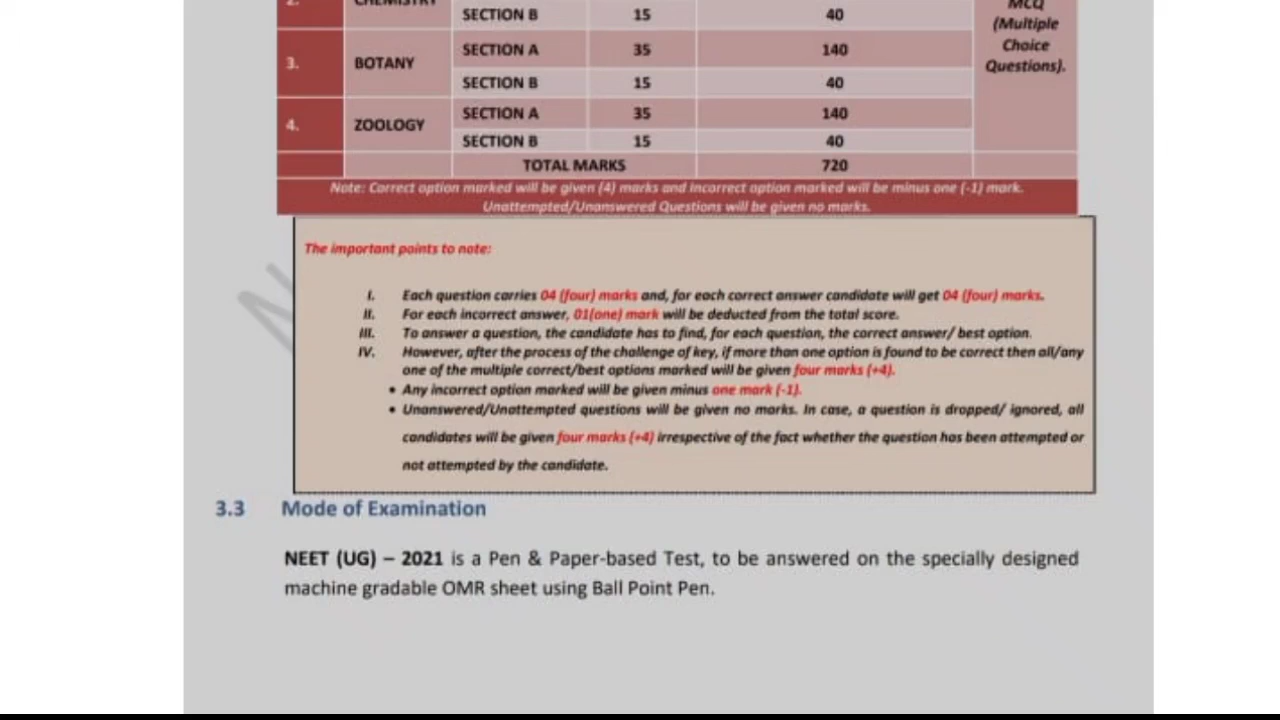 2. CHEMISTRY SECTION B 15 40 MCQ
(Multiple
Choice
Questions).
3. BOTANY SECTION A 35 140
SECTION B 15 40
4. ZOOLOGY SECTION A 35 140
SECTION B 15 40
TOTAL MARKS 720
Note: Correct option marked will be given (4) marks and Incorrect option marked will be minus one (-1) mark.
Unattempted/Unanswered Questions will be given no marks.
The important points to note:
I. Each question carries 04 (four) marks and, for each correct answer candidate will get 04 (four) marks.
II. For each incorrect answer, 01(one) mark will be deducted from the total score.
III. To answer a question, the candidate has to find, for each question, the correct answer/ best option.
IV. However, after the process of the challenge of key, if more than one option is found to be correct then all/any
one of the multiple correct/best options marked will be given four marks (+4).
• Any incorrect option marked will be given minus one mark (-1).
• Unanswered/Unattempted questions will be given no marks. In case, a question is dropped/ ignored, all
candidates will be given four marks (+4) irrespective of the fact whether the question has been attempted or
not attempted by the candidate.
3.3 Mode of Examination
NEET (UG) – 2021 is a Pen & Paper-based Test, to be answered on the specially designed
machine gradable OMR sheet using Ball Point Pen.